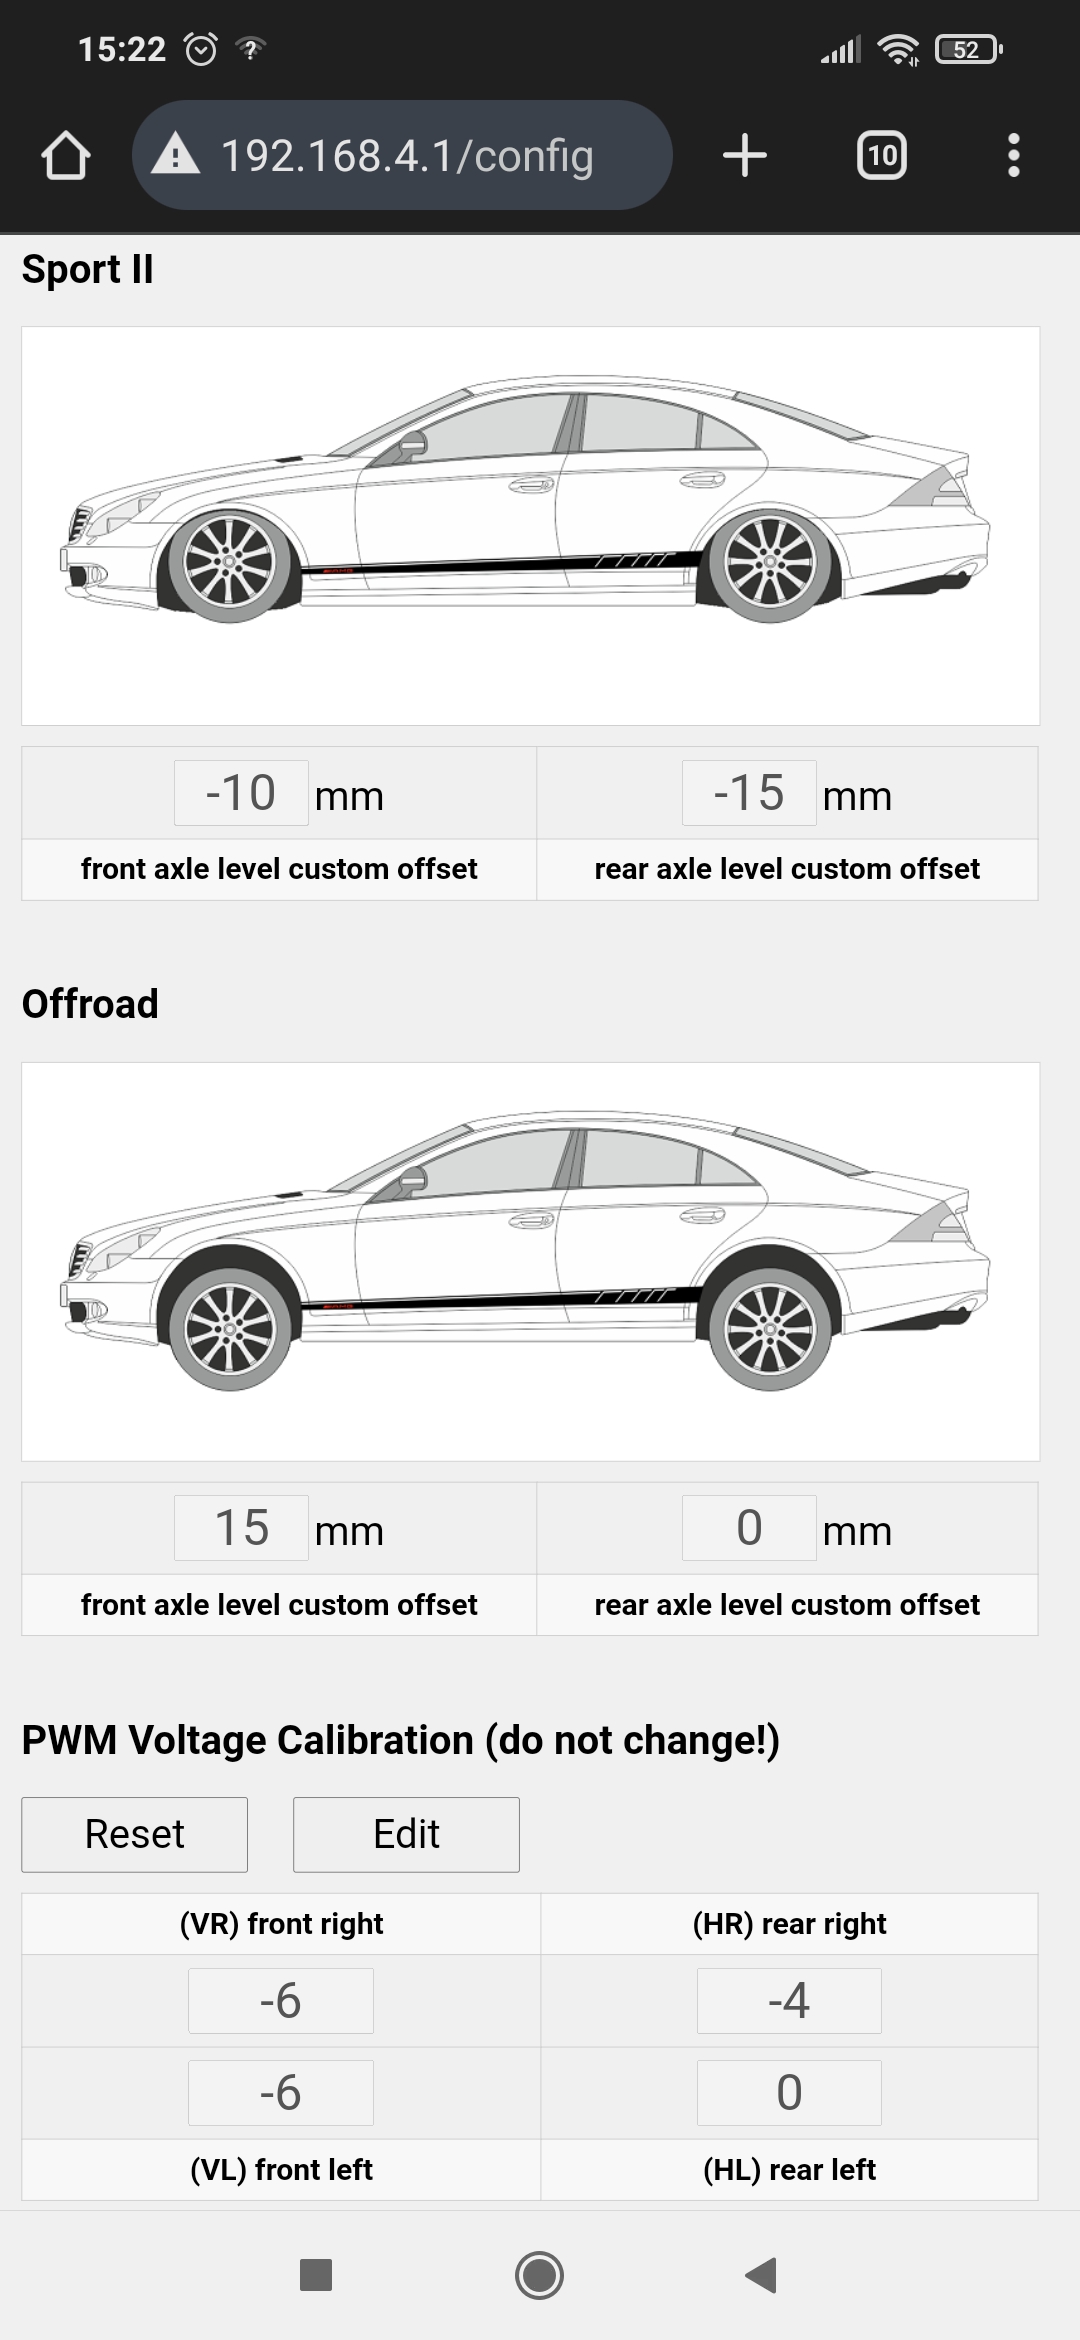 15:22
52
192.168.4.1/config
10
Sport II
-10 mm
-15 mm
front axle level custom offset
rear axle level custom offset
Offroad
15 mm
0 mm
front axle level custom offset
rear axle level custom offset
PWM Voltage Calibration (do not change!)
Reset
Edit
(VR) front right
(HR) rear right
-6
-4
-6
0
(VL) front left
(HL) rear left